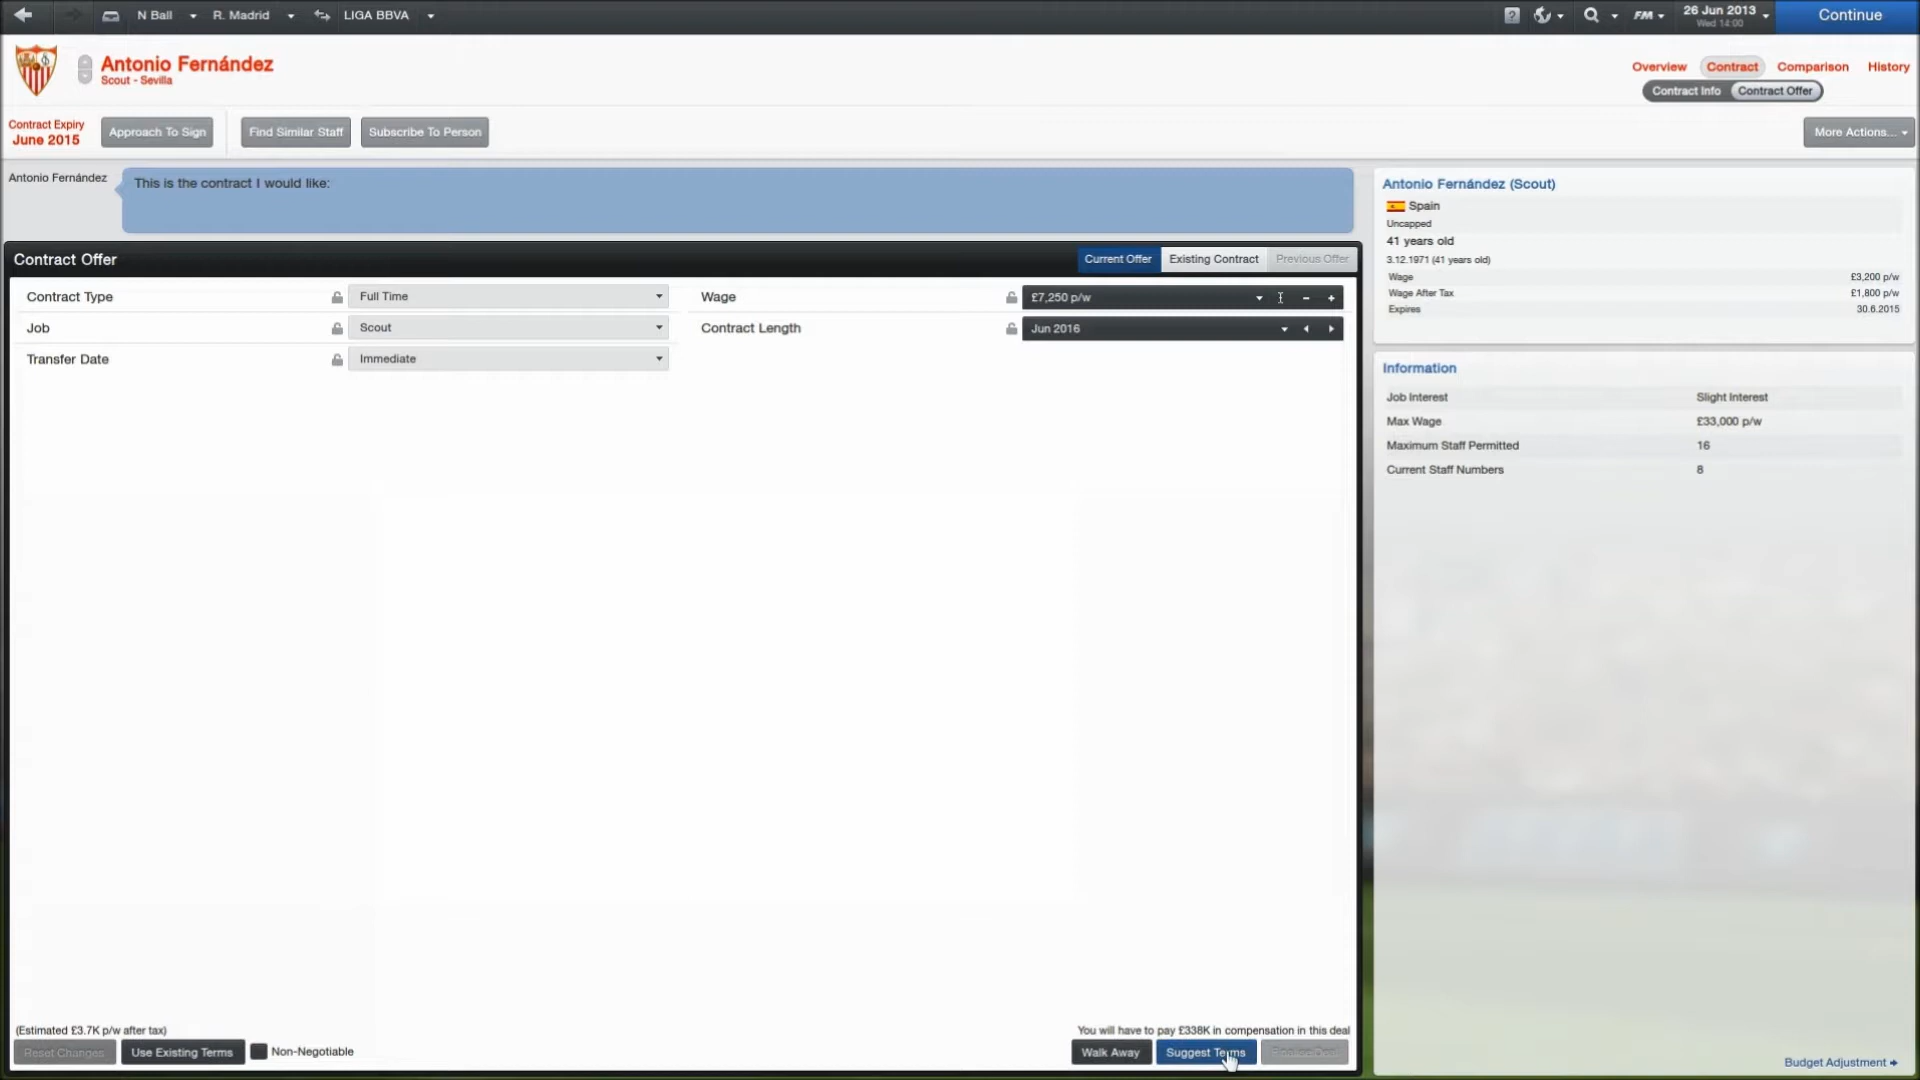 N Ball
R. Madrid
LIGA BBVA
FM
26 Jun 2013
Wed 14:00
Continue
Antonio Fernández
Scout - Sevilla
Overview
Contract
Comparison
History
Contract Info
Contract Offer
Contract Expiry
June 2015
Approach To Sign
Find Similar Staff
Subscribe To Person
More Actions...
Antonio Fernández
This is the contract I would like:
Contract Offer
Current Offer
Existing Contract
Previous Offer
Contract Type
Full Time
Wage
£7,250 p/w
Job
Scout
Contract Length
Jun 2016
Transfer Date
Immediate
Antonio Fernández (Scout)
Spain
Uncapped
41 years old
3.12.1971 (41 years old)
Wage £3,200 p/w
Wage After Tax £1,800 p/w
Expires 30.6.2015
Information
Job Interest Slight Interest
Max Wage £33,000 p/w
Maximum Staff Permitted 16
Current Staff Numbers 8
(Estimated £3.7K p/w after tax)
You will have to pay £338K in compensation in this deal
Reset Changes
Use Existing Terms
Non-Negotiable
Walk Away
Suggest Terms
Budget Adjustment